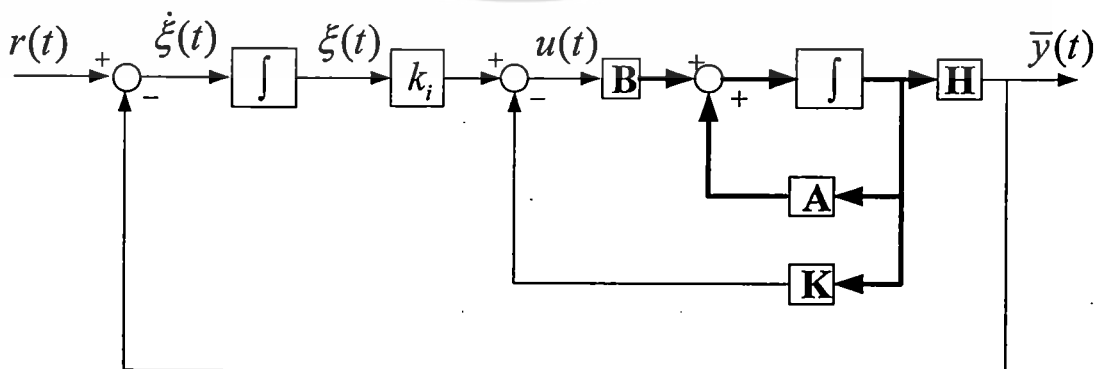 r(t) + − ξ̇(t) ∫ ξ(t) k_i + − u(t) B + + ∫ H ȳ(t)
A
K